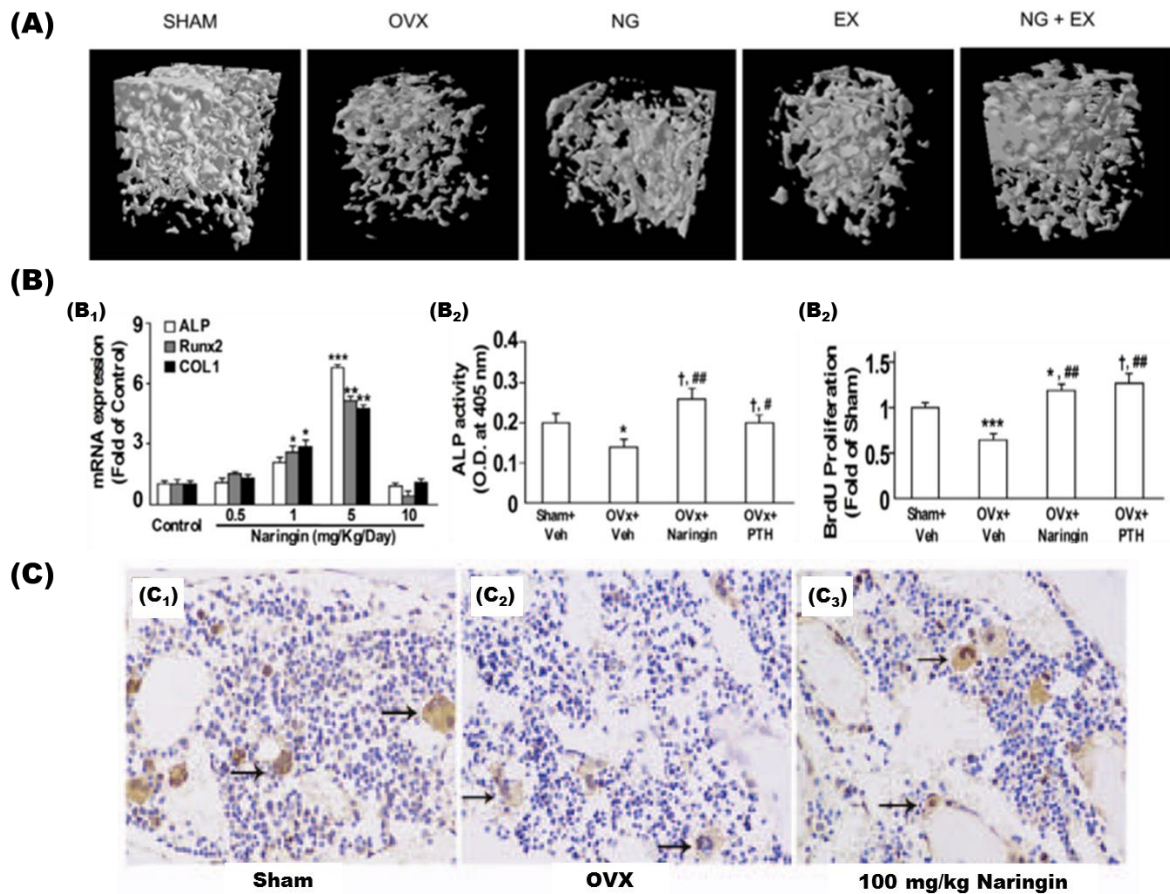 (A)
SHAM
OVX
NG
EX
NG + EX
(B)
(B1)
mRNA expression
(Fold of Control)
9
6
3
0
ALP
Runx2
COL1
*
*
***
**
**
Control
0.5
1
5
10
Naringin (mg/Kg/Day)
(B2)
ALP activity
(O.D. at 405 nm)
0.4
0.3
0.2
0.1
0
*
†, ##
†, #
Sham+
Veh
OVx+
Veh
OVx+
Naringin
OVx+
PTH
(B2)
BrdU Proliferation
(Fold of Sham)
1.5
1
0.5
0
***
*, ##
†, ##
Sham+
Veh
OVx+
Veh
OVx+
Naringin
OVx+
PTH
(C)
(C1)
(C2)
(C3)
Sham
OVX
100 mg/kg Naringin